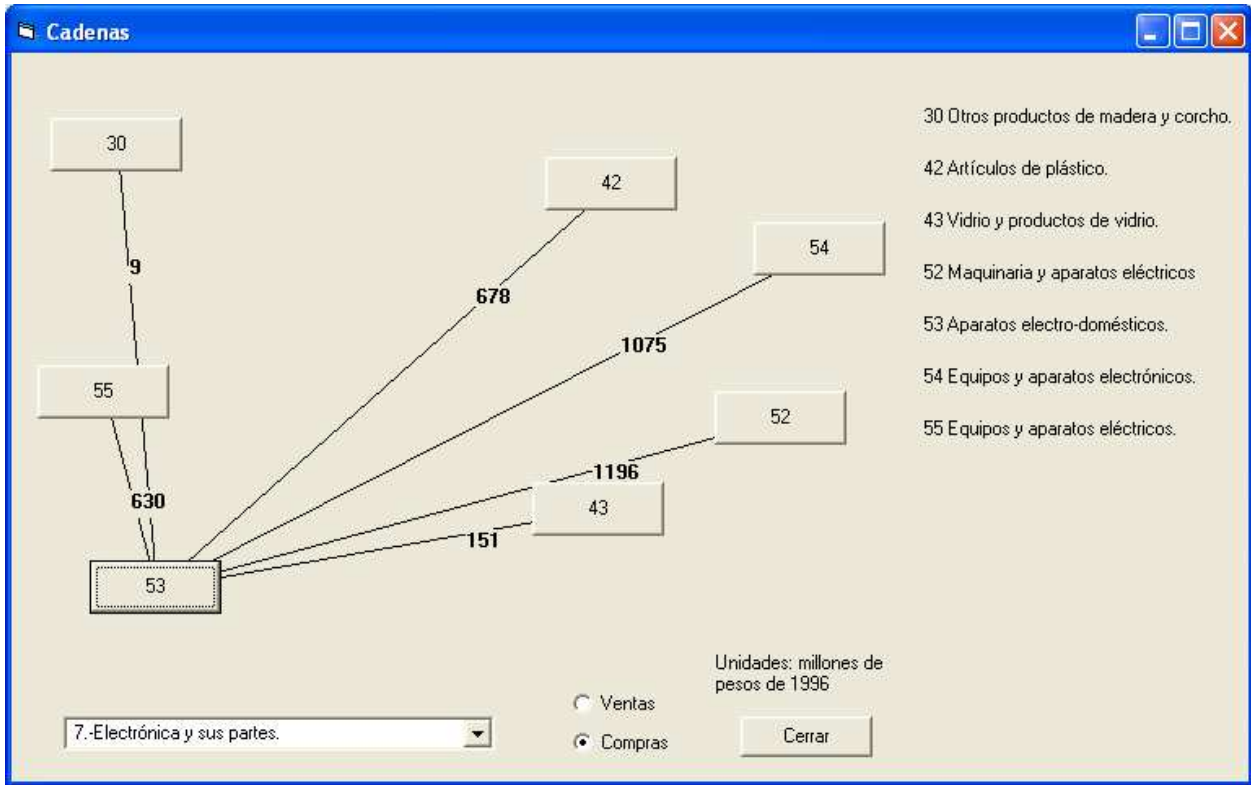 Cadenas
30
42
54
9
678
1075
55
52
1196
43
630
151
53
30 Otros productos de madera y corcho.
42 Artículos de plástico.
43 Vidrio y productos de vidrio.
52 Maquinaria y aparatos eléctricos
53 Aparatos electro-domésticos.
54 Equipos y aparatos electrónicos.
55 Equipos y aparatos eléctricos.
Unidades: millones de
pesos de 1996
7.-Electrónica y sus partes.
Ventas
Compras
Cerrar